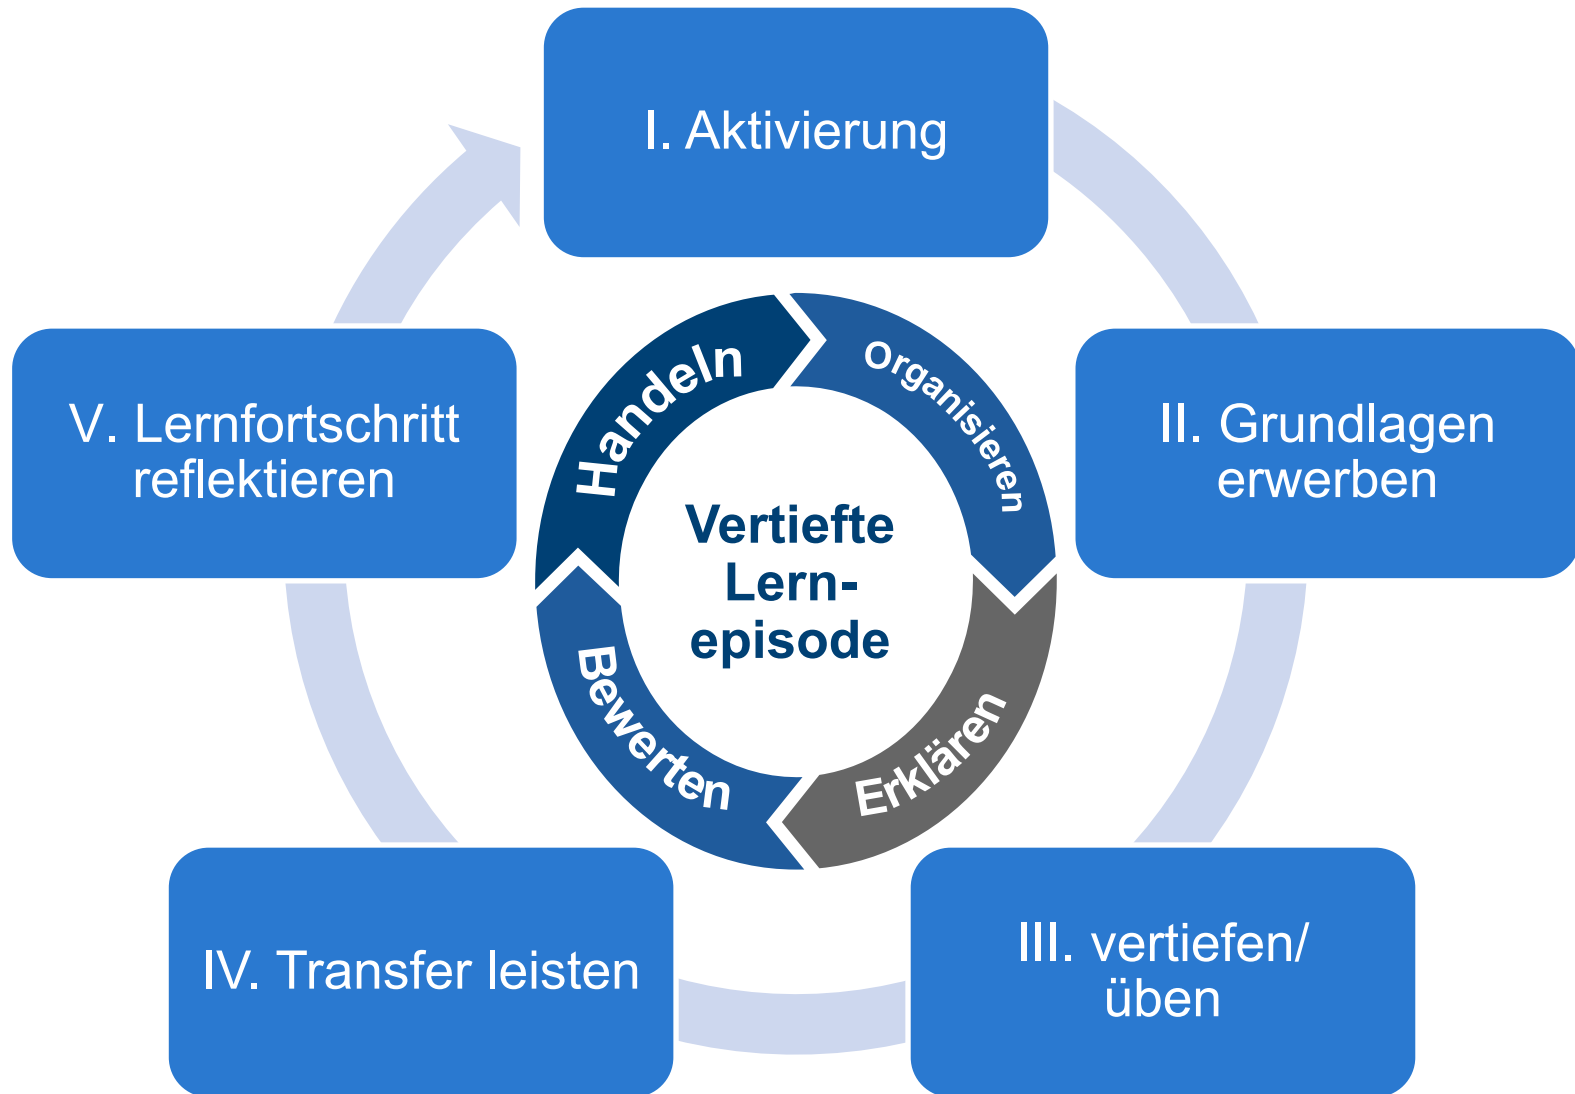 I. Aktivierung
II. Grundlagen
erwerben
III. vertiefen/
üben
IV. Transfer leisten
V. Lernfortschritt
reflektieren
Handeln
Organisieren
Erklären
Bewerten
Vertiefte
Lern-
episode